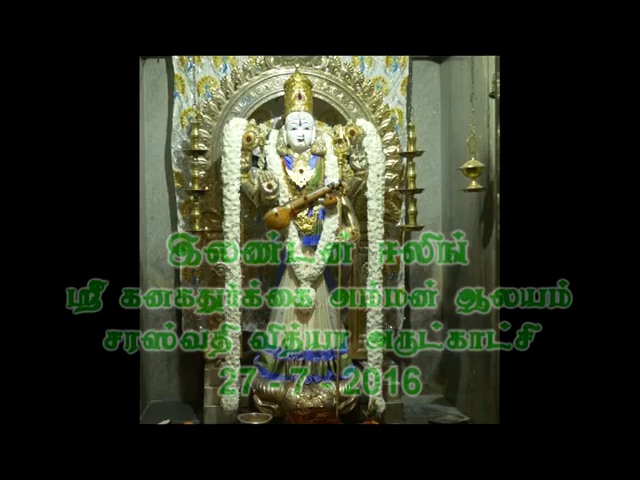 இலண்டன் ஈலிங்
ஸ்ரீ கனகதுர்க்கை அம்மன் ஆலயம்
சரஸ்வதி வித்யா அருட்காட்சி
27 - 7 - 2016